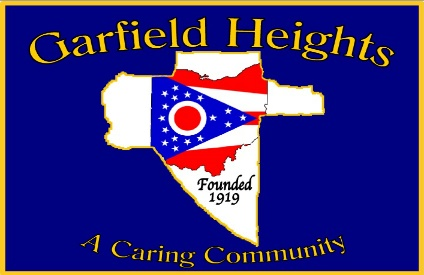 Garfield Heights
Founded
1919
A Caring Community